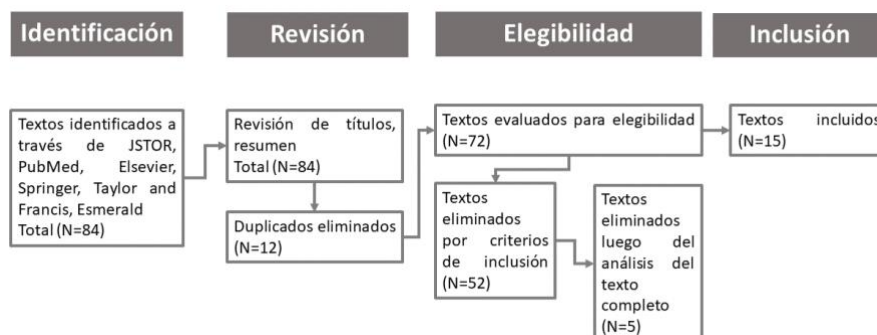 Identificación
Revisión
Elegibilidad
Inclusión
Textos identificados a
través de JSTOR,
PubMed, Elsevier,
Springer, Taylor and
Francis, Esmerald
Total (N=84)
Revisión de títulos,
resumen
Total (N=84)
Duplicados eliminados
(N=12)
Textos evaluados para elegibilidad
(N=72)
Textos
eliminados
por criterios
de inclusión
(N=52)
Textos
eliminados
luego del
análisis del
texto
completo
(N=5)
Textos incluidos
(N=15)